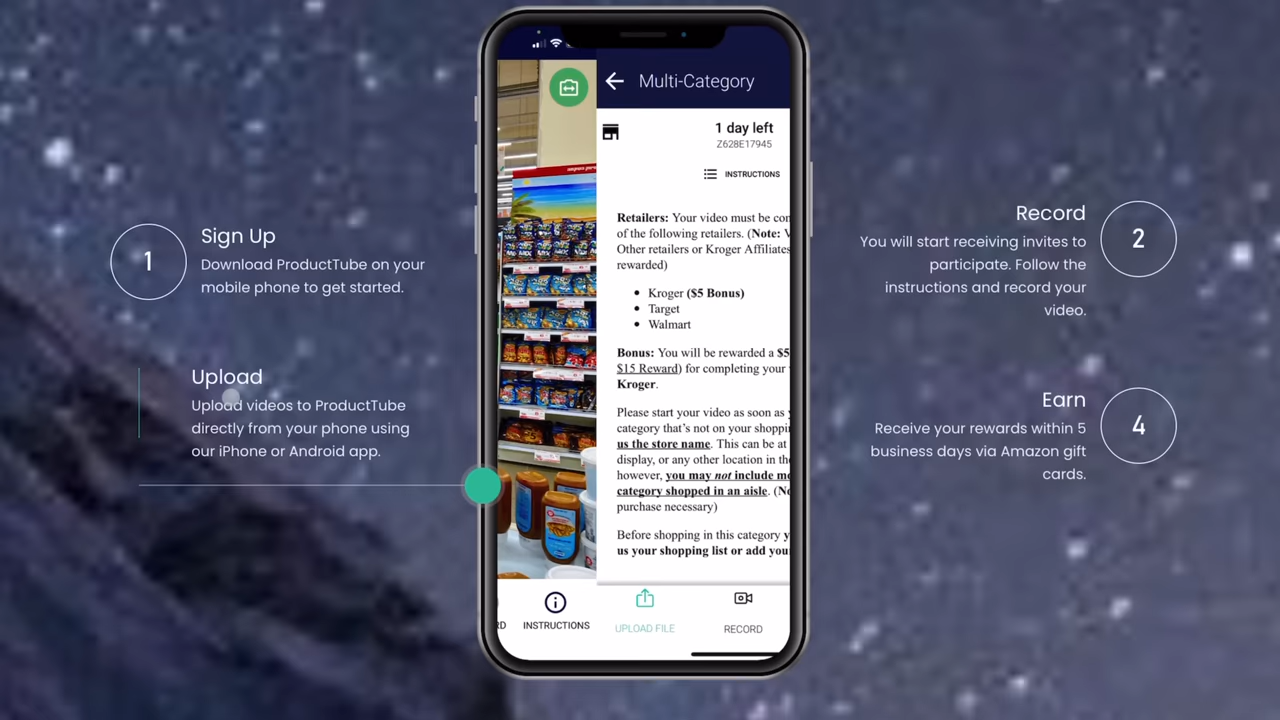 1
Sign Up
Download ProductTube on your
mobile phone to get started.
Record
2
You will start receiving invites to
participate. Follow the
instructions and record your
video.
Upload
Upload videos to ProductTube
directly from your phone using
our iPhone or Android app.
Earn
4
Receive your rewards within 5
business days via Amazon gift
cards.
Multi-Category
1 day left
Z628E17945
INSTRUCTIONS
Retailers: Your video must be
of the following retailers. (Note:
Other retailers or Kroger Affiliates
rewarded)
• Kroger ($5 Bonus)
• Target
• Walmart
Bonus: You will be rewarded a $5
$15 Reward) for completing your
Kroger.
Please start your video as soon as
category that's not on your
us the store name. This can be at
display, or any other location in
however, you may not include
category shopped in an aisle.
purchase necessary)
Before shopping in this category
us your shopping list or add
INSTRUCTIONS
UPLOAD FILE
RECORD